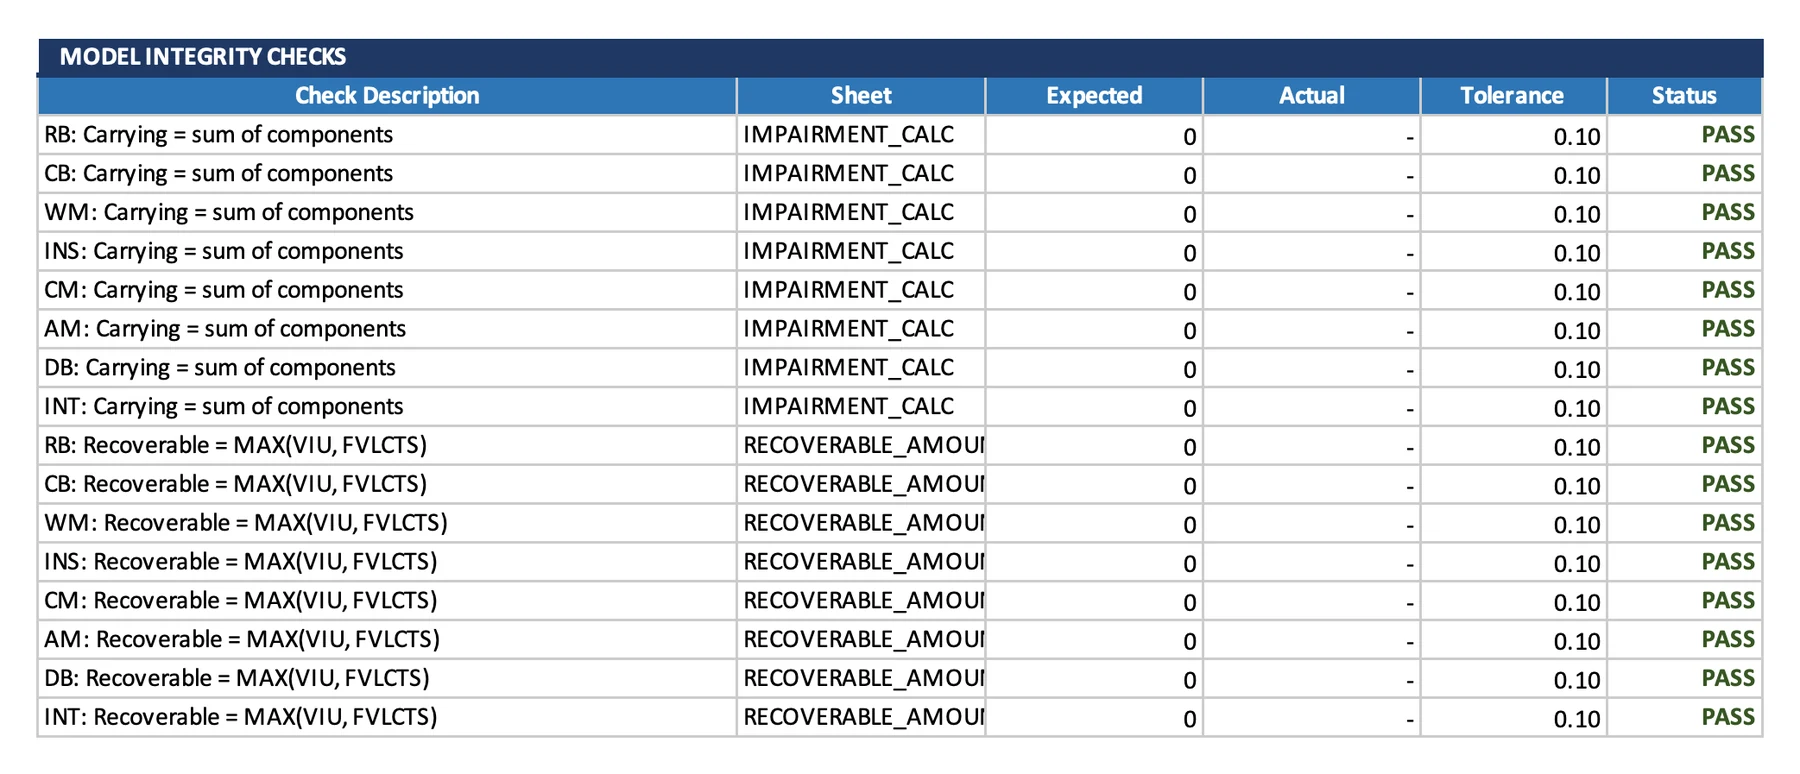 MODEL INTEGRITY CHECKS
Check Description Sheet Expected Actual Tolerance Status
RB: Carrying = sum of components IMPAIRMENT_CALC 0 - 0.10 PASS
CB: Carrying = sum of components IMPAIRMENT_CALC 0 - 0.10 PASS
WM: Carrying = sum of components IMPAIRMENT_CALC 0 - 0.10 PASS
INS: Carrying = sum of components IMPAIRMENT_CALC 0 - 0.10 PASS
CM: Carrying = sum of components IMPAIRMENT_CALC 0 - 0.10 PASS
AM: Carrying = sum of components IMPAIRMENT_CALC 0 - 0.10 PASS
DB: Carrying = sum of components IMPAIRMENT_CALC 0 - 0.10 PASS
INT: Carrying = sum of components IMPAIRMENT_CALC 0 - 0.10 PASS
RB: Recoverable = MAX(VIU, FVLCTS) RECOVERABLE_AMOUN 0 - 0.10 PASS
CB: Recoverable = MAX(VIU, FVLCTS) RECOVERABLE_AMOUN 0 - 0.10 PASS
WM: Recoverable = MAX(VIU, FVLCTS) RECOVERABLE_AMOUN 0 - 0.10 PASS
INS: Recoverable = MAX(VIU, FVLCTS) RECOVERABLE_AMOUN 0 - 0.10 PASS
CM: Recoverable = MAX(VIU, FVLCTS) RECOVERABLE_AMOUN 0 - 0.10 PASS
AM: Recoverable = MAX(VIU, FVLCTS) RECOVERABLE_AMOUN 0 - 0.10 PASS
DB: Recoverable = MAX(VIU, FVLCTS) RECOVERABLE_AMOUN 0 - 0.10 PASS
INT: Recoverable = MAX(VIU, FVLCTS) RECOVERABLE_AMOUN 0 - 0.10 PASS